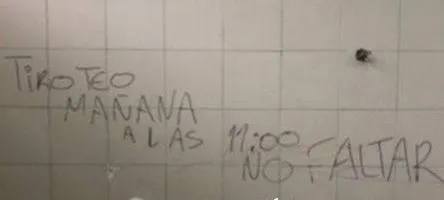 TIROTEO
MAÑANA
A LAS 11:00
NO FALTAR